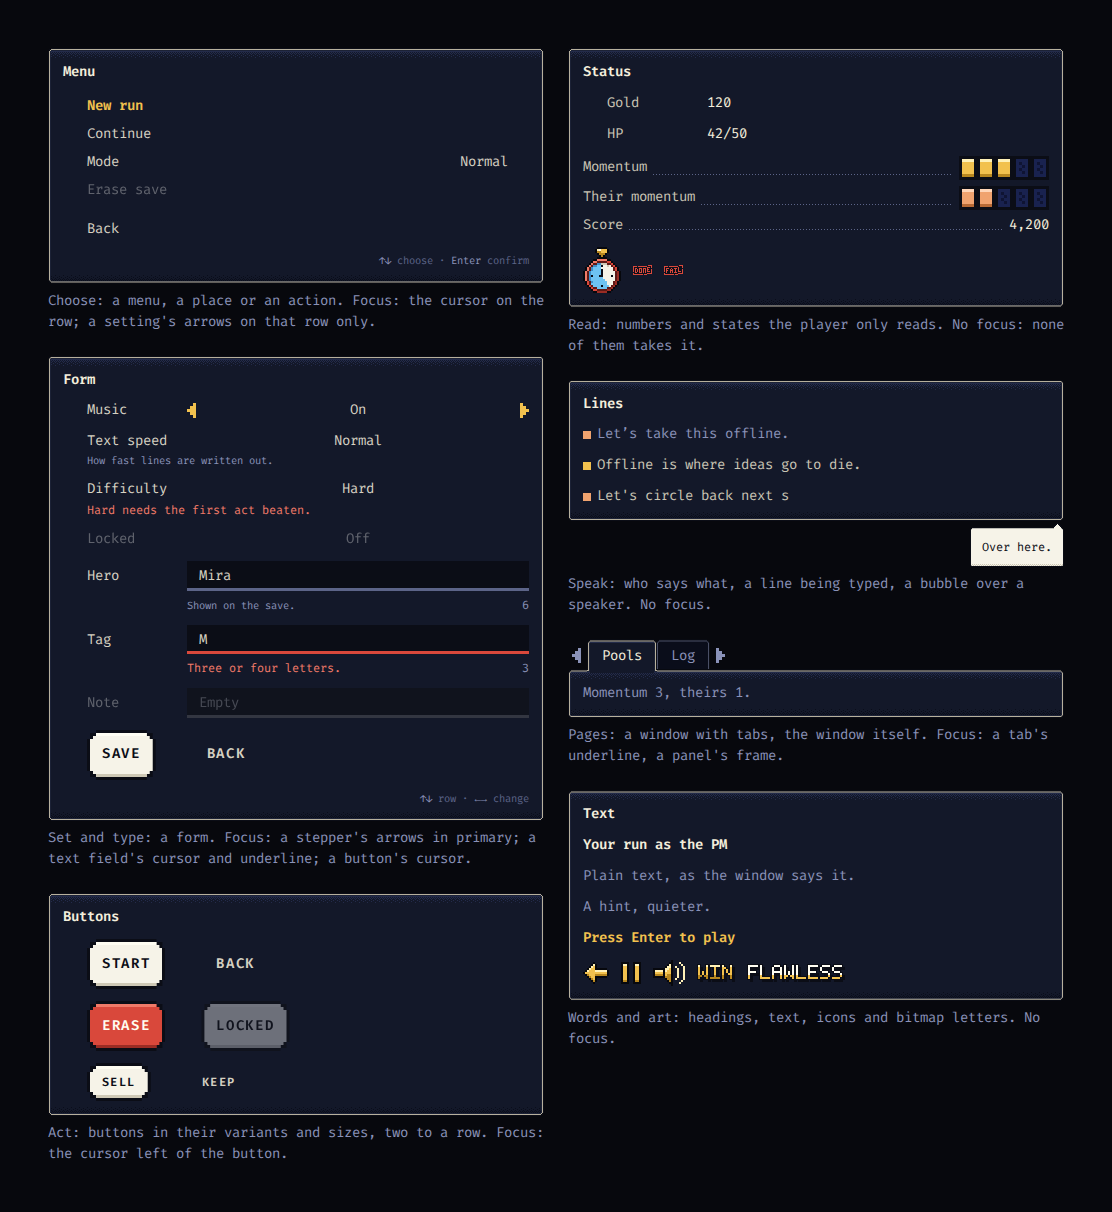 Menu
New run
Continue
Mode Normal
Erase save
Back
↑↓ choose · Enter confirm
Choose: a menu, a place or an action. Focus: the cursor on the
row; a setting's arrows on that row only.
Form
Music On
Text speed Normal
How fast lines are written out.
Difficulty Hard
Hard needs the first act beaten.
Locked Off
Hero Mira
Shown on the save. 6
Tag M
Three or four letters. 3
Note Empty
SAVE BACK
↑↓ row · ←→ change
Set and type: a form. Focus: a stepper's arrows in primary; a
text field's cursor and underline; a button's cursor.
Buttons
START BACK
ERASE LOCKED
SELL KEEP
Act: buttons in their variants and sizes, two to a row. Focus:
the cursor left of the button.
Status
Gold 120
HP 42/50
Momentum
Their momentum
Score 4,200
DONE FAIL
Read: numbers and states the player only reads. No focus: none
of them takes it.
Lines
Let’s take this offline.
Offline is where ideas go to die.
Let's circle back next s
Over here.
Speak: who says what, a line being typed, a bubble over a
speaker. No focus.
Pools Log
Momentum 3, theirs 1.
Pages: a window with tabs, the window itself. Focus: a tab's
underline, a panel's frame.
Text
Your run as the PM
Plain text, as the window says it.
A hint, quieter.
Press Enter to play
WIN FLAWLESS
Words and art: headings, text, icons and bitmap letters. No
focus.